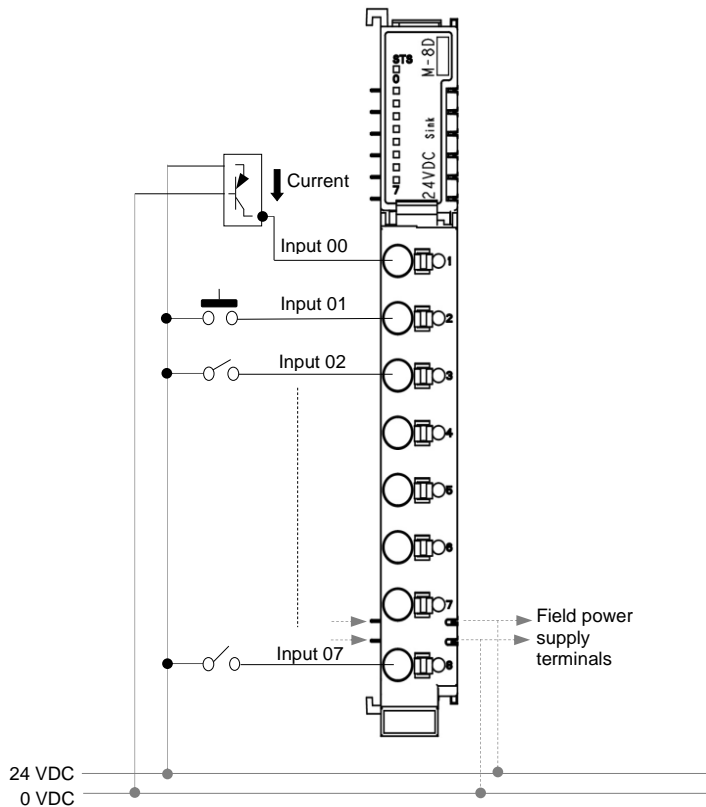 STS
0
7
M-8D
24VDC Sink
Current
Input 00
1
Input 01
2
Input 02
3
4
5
6
7
Field power
supply
terminals
Input 07
8
24 VDC
0 VDC